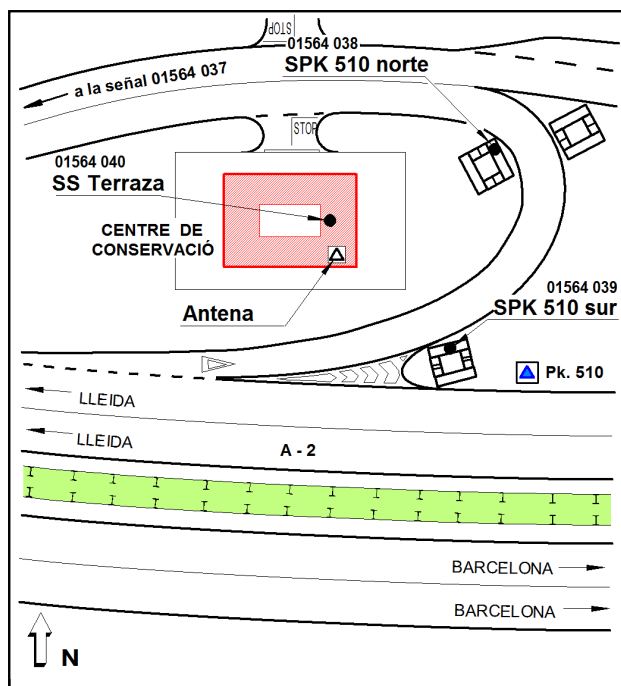 STOP
01564 038
SPK 510 norte
a la señal 01564 037
STOP
01564 040
SS Terraza
CENTRE DE
CONSERVACIÓ
Antena
01564 039
SPK 510 sur
Pk. 510
LLEIDA
LLEIDA
A - 2
BARCELONA
BARCELONA
N